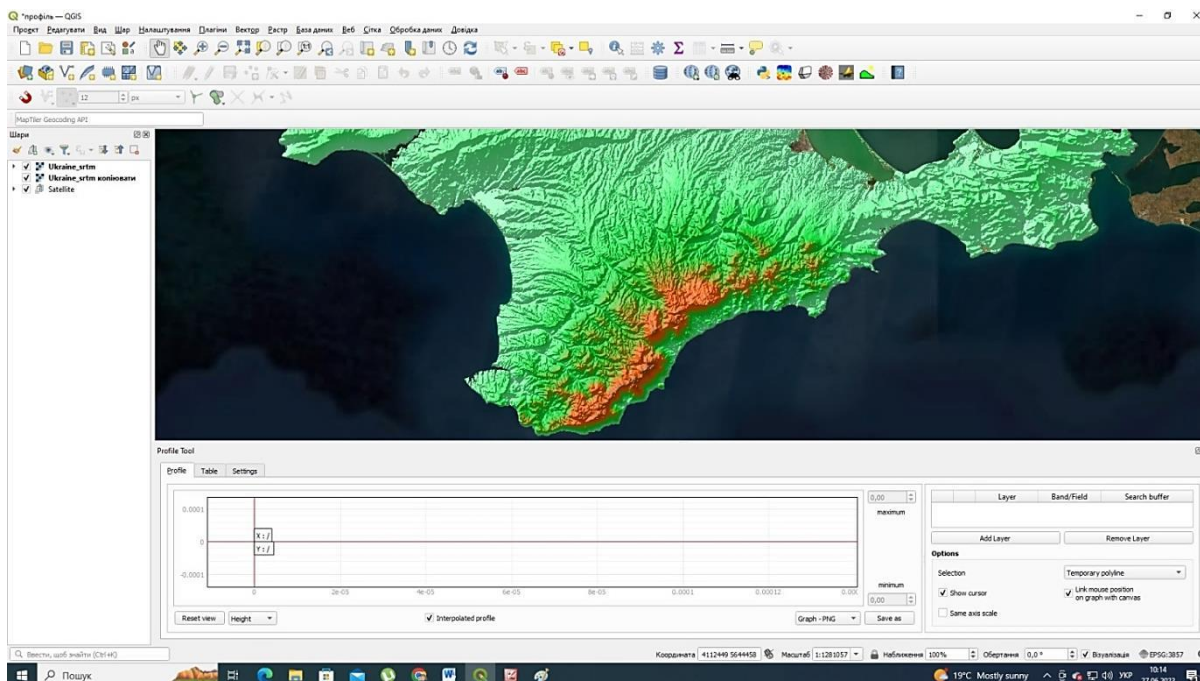 *профіль — QGIS
Проєкт Редагувати Вид Шар Налаштування Плагіни Вектор Растр База даних Веб Сітка Обробка даних Довідка
12 px
MapTiler Geocoding API
Шари
Ukraine_srtm
Ukraine_srtm копіювати
Satellite
Profile Tool
Profile Table Settings
0.0001
0
-0.0001
X : /
Y : /
0 2e-05 4e-05 6e-05 8e-05 0.0001 0.00012 0.00
0,00
maximum
minimum
0,00
Reset view Height Interpolated profile Graph - PNG Save as
Layer Band/Field Search buffer
Add Layer Remove Layer
Options
Selection Temporary polyline
Show cursor Link mouse position on graph with canvas
Same axis scale
Ввести, щоб знайти (Ctrl+K) Координата 4112449 5644458 Масштаб 1:1281057 Наближення 100% Обертання 0,0 ° Візуалізація EPSG:3857
Пошук 19°C Mostly sunny УКР 10:14
27.06.2023